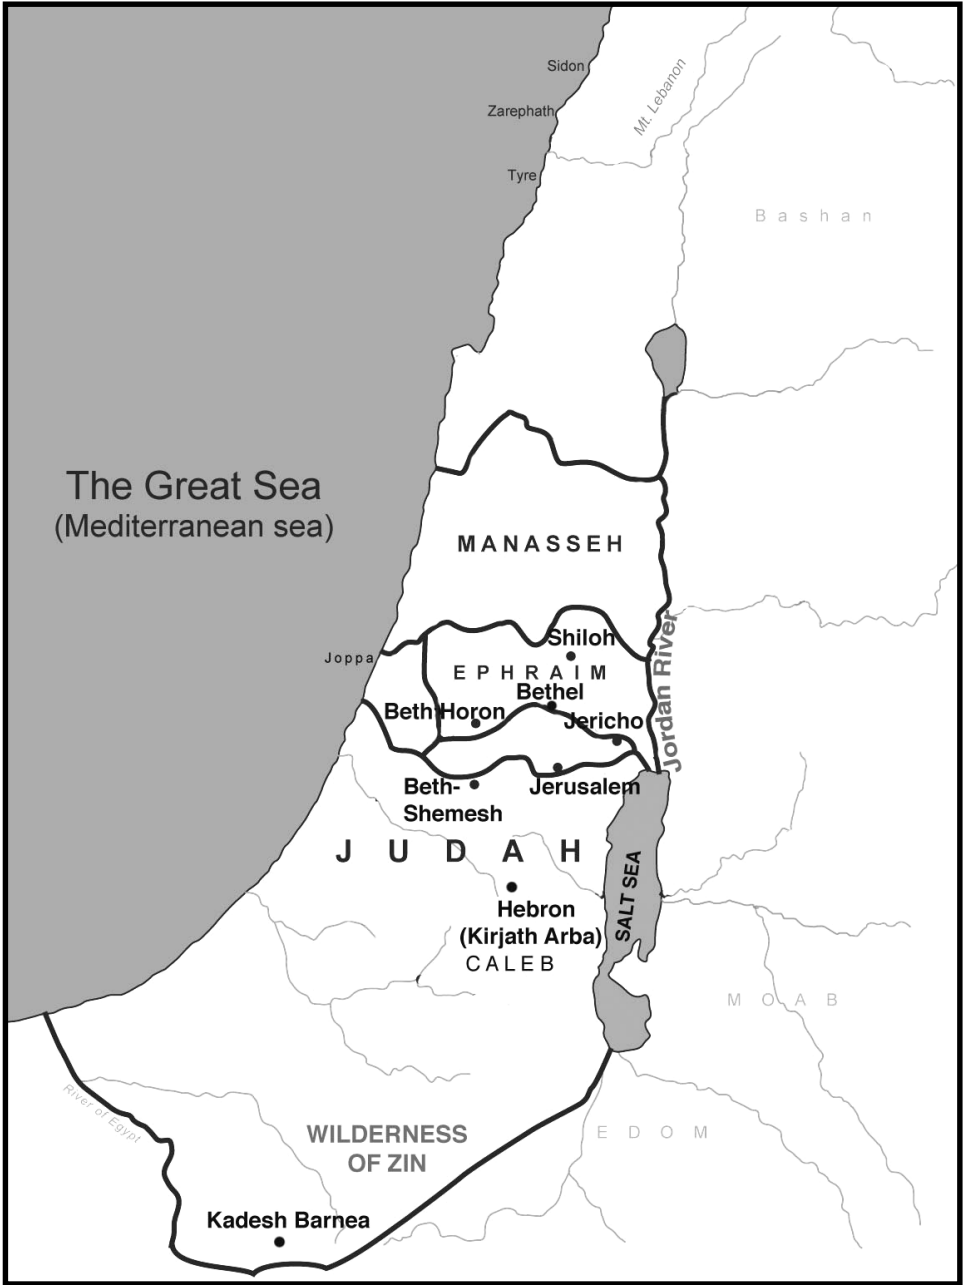 Sidon
Mt. Lebanon
Zarephath
Tyre
Bashan
The Great Sea
(Mediterranean sea)
MANASSEH
Shiloh
Joppa
EPHRAIM
Jordan River
Bethel
Beth Horon
Jericho
Beth-
Shemesh
Jerusalem
JUDAH
SALT SEA
Hebron
(Kirjath Arba)
CALEB
MOAB
River of Egypt
WILDERNESS
OF ZIN
EDOM
Kadesh Barnea